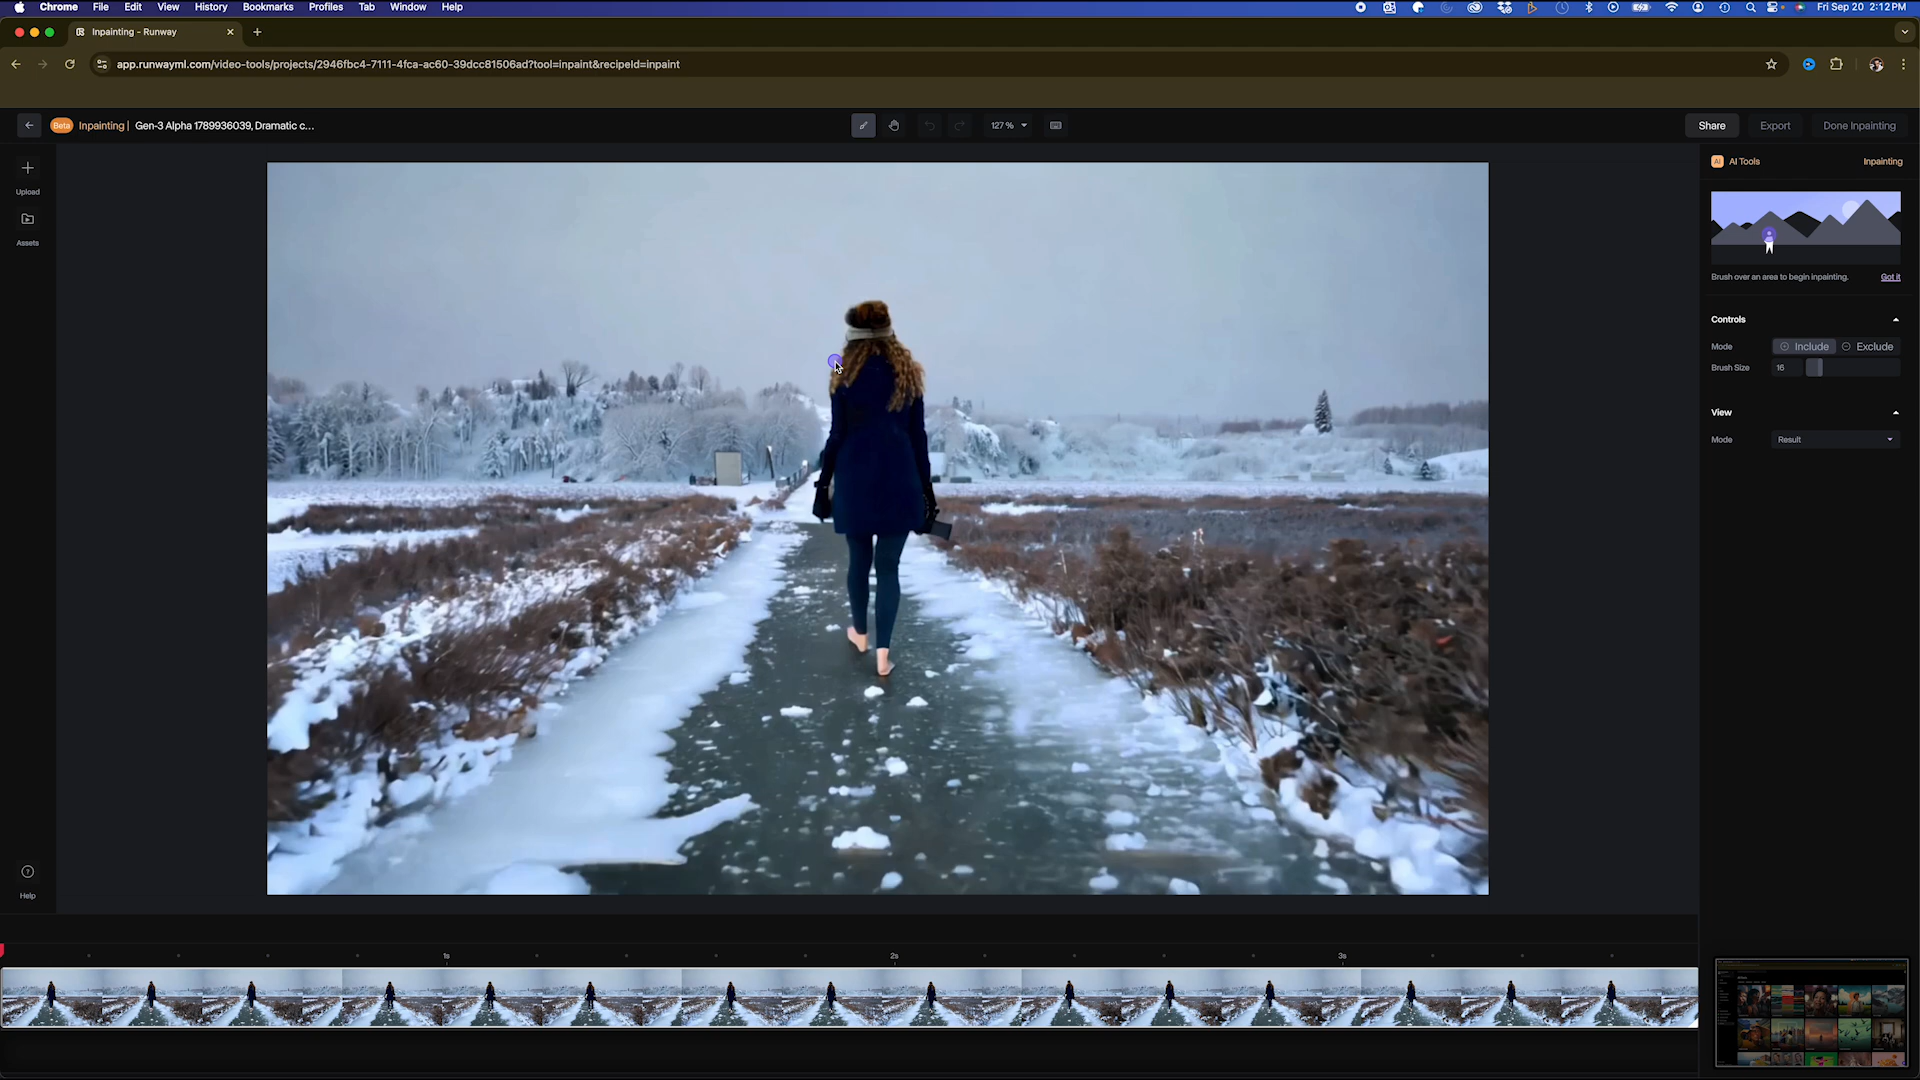 Chrome File Edit View History Bookmarks Profiles Tab Window Help Fri Sep 20 2:12 PM
Inpainting - Runway
app.runwayml.com/video-tools/projects/2946fbc4-7111-4fca-ac60-39dcc81506ad?tool=inpaint&recipeId=inpaint
Beta Inpainting | Gen-3 Alpha 1789936039, Dramatic c... 127 % Share Export Done Inpainting
Upload
Assets
Help
AI AI Tools Inpainting
Brush over an area to begin inpainting. Got it
Controls
Mode Include Exclude
Brush Size 16
View
Mode Result
1s 2s 3s